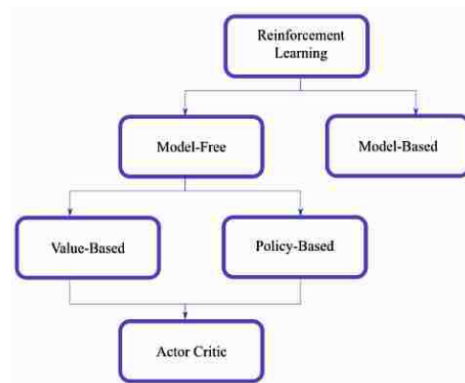 Reinforcement
Learning
Model-Free
Model-Based
Value-Based
Policy-Based
Actor Critic